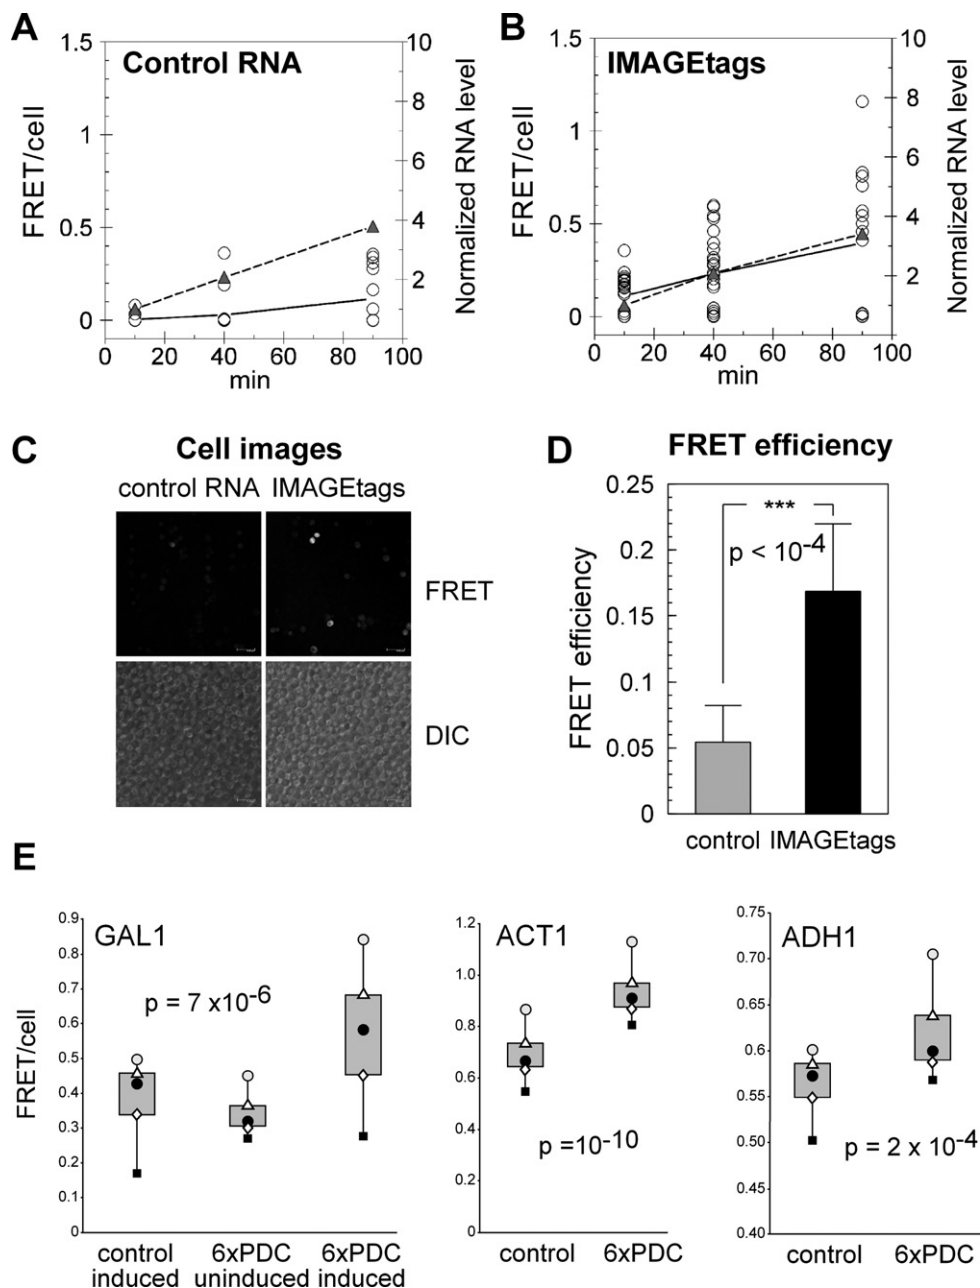 A
Control RNA
FRET/cell
1.5
1
0.5
0
10
8
6
4
2
Normalized RNA level
0 20 40 60 80 100
min
B
IMAGEtags
FRET/cell
1.5
1
0.5
0
10
8
6
4
2
Normalized RNA level
0 20 40 60 80 100
min
C
Cell images
control RNA IMAGEtags
FRET
DIC
D
FRET efficiency
FRET efficiency
0.25
0.2
0.15
0.1
0.05
0
***
p < 10-4
control IMAGEtags
E
FRET/cell
0.9
0.8
0.7
0.6
0.5
0.4
0.3
0.2
0.1
0
GAL1
p = 7 x10-6
control induced
6xPDC uninduced
6xPDC induced
1.2
1.0
0.8
0.6
0.4
0.2
0
ACT1
p =10-10
control 6xPDC
0.75
0.70
0.65
0.60
0.55
0.50
0.45
0.40
ADH1
p = 2 x 10-4
control 6xPDC